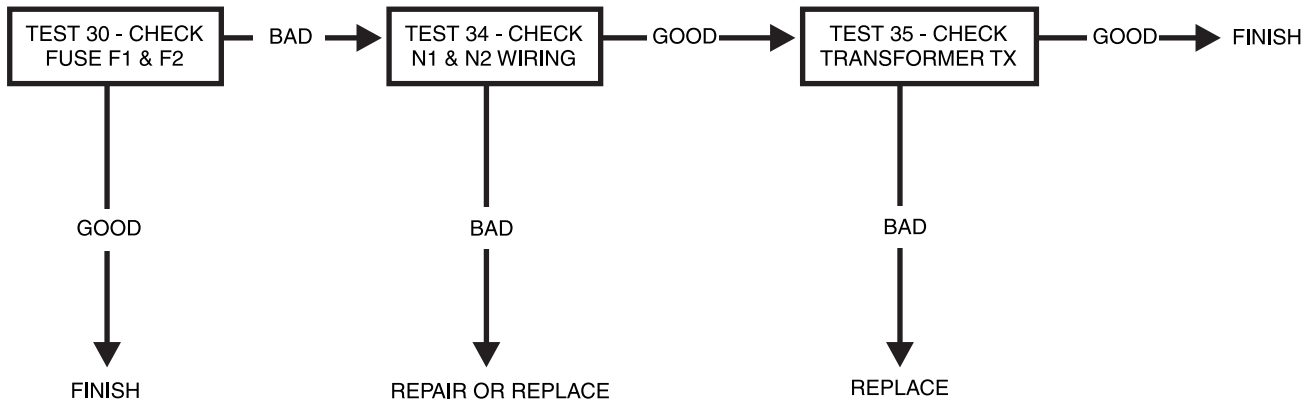 TEST 30 - CHECK
FUSE F1 & F2
BAD
TEST 34 - CHECK
N1 & N2 WIRING
GOOD
TEST 35 - CHECK
TRANSFORMER TX
GOOD
FINISH
GOOD
BAD
BAD
FINISH
REPAIR OR REPLACE
REPLACE